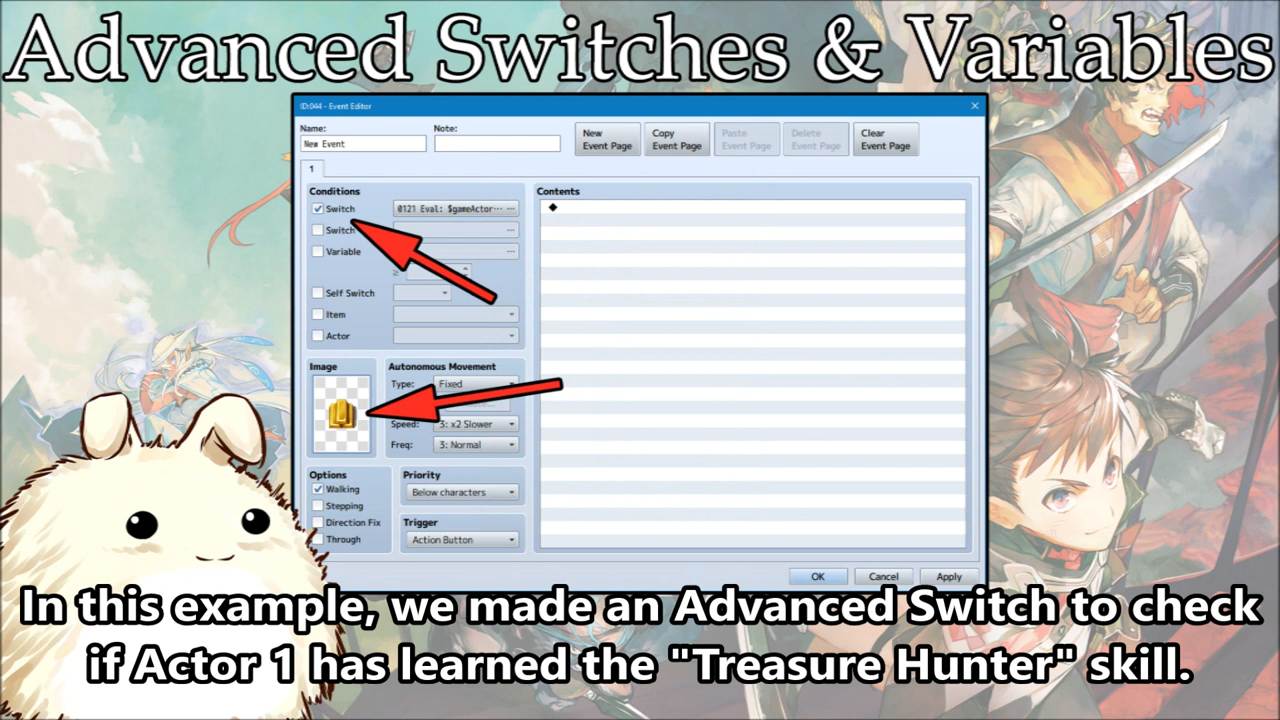 Advanced Switches & Variables
ID:044 - Event Editor
Name:
Note:
New Event
New Event Page
Copy Event Page
Paste Event Page
Delete Event Page
Clear Event Page
1
Conditions
Switch
0121 Eval: $gameActor… ...
Switch
...
Variable
...
≥
Self Switch
Item
Actor
Image
Autonomous Movement
Type:
Fixed
Speed:
3: x2 Slower
Freq:
3: Normal
Options
Walking
Stepping
Direction Fix
Through
Priority
Below characters
Trigger
Action Button
Contents
◆
OK
Cancel
Apply
In this example, we made an Advanced Switch to check
if Actor 1 has learned the "Treasure Hunter" skill.